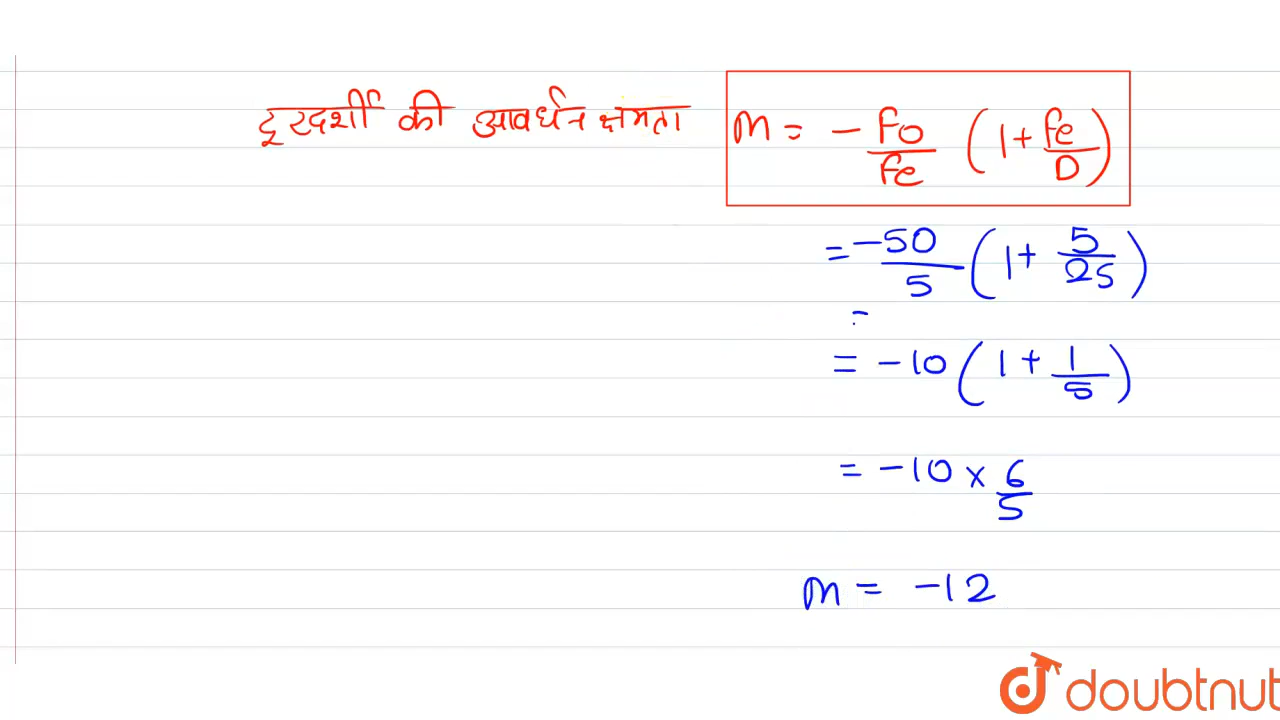 दूरदर्शी की आवर्धन क्षमता m = - fo/fe (1 + fe/D)
= -50/5 (1 + 5/25)
=
= -10 (1 + 1/5)
= -10 × 6/5
m = -12
doubtnut